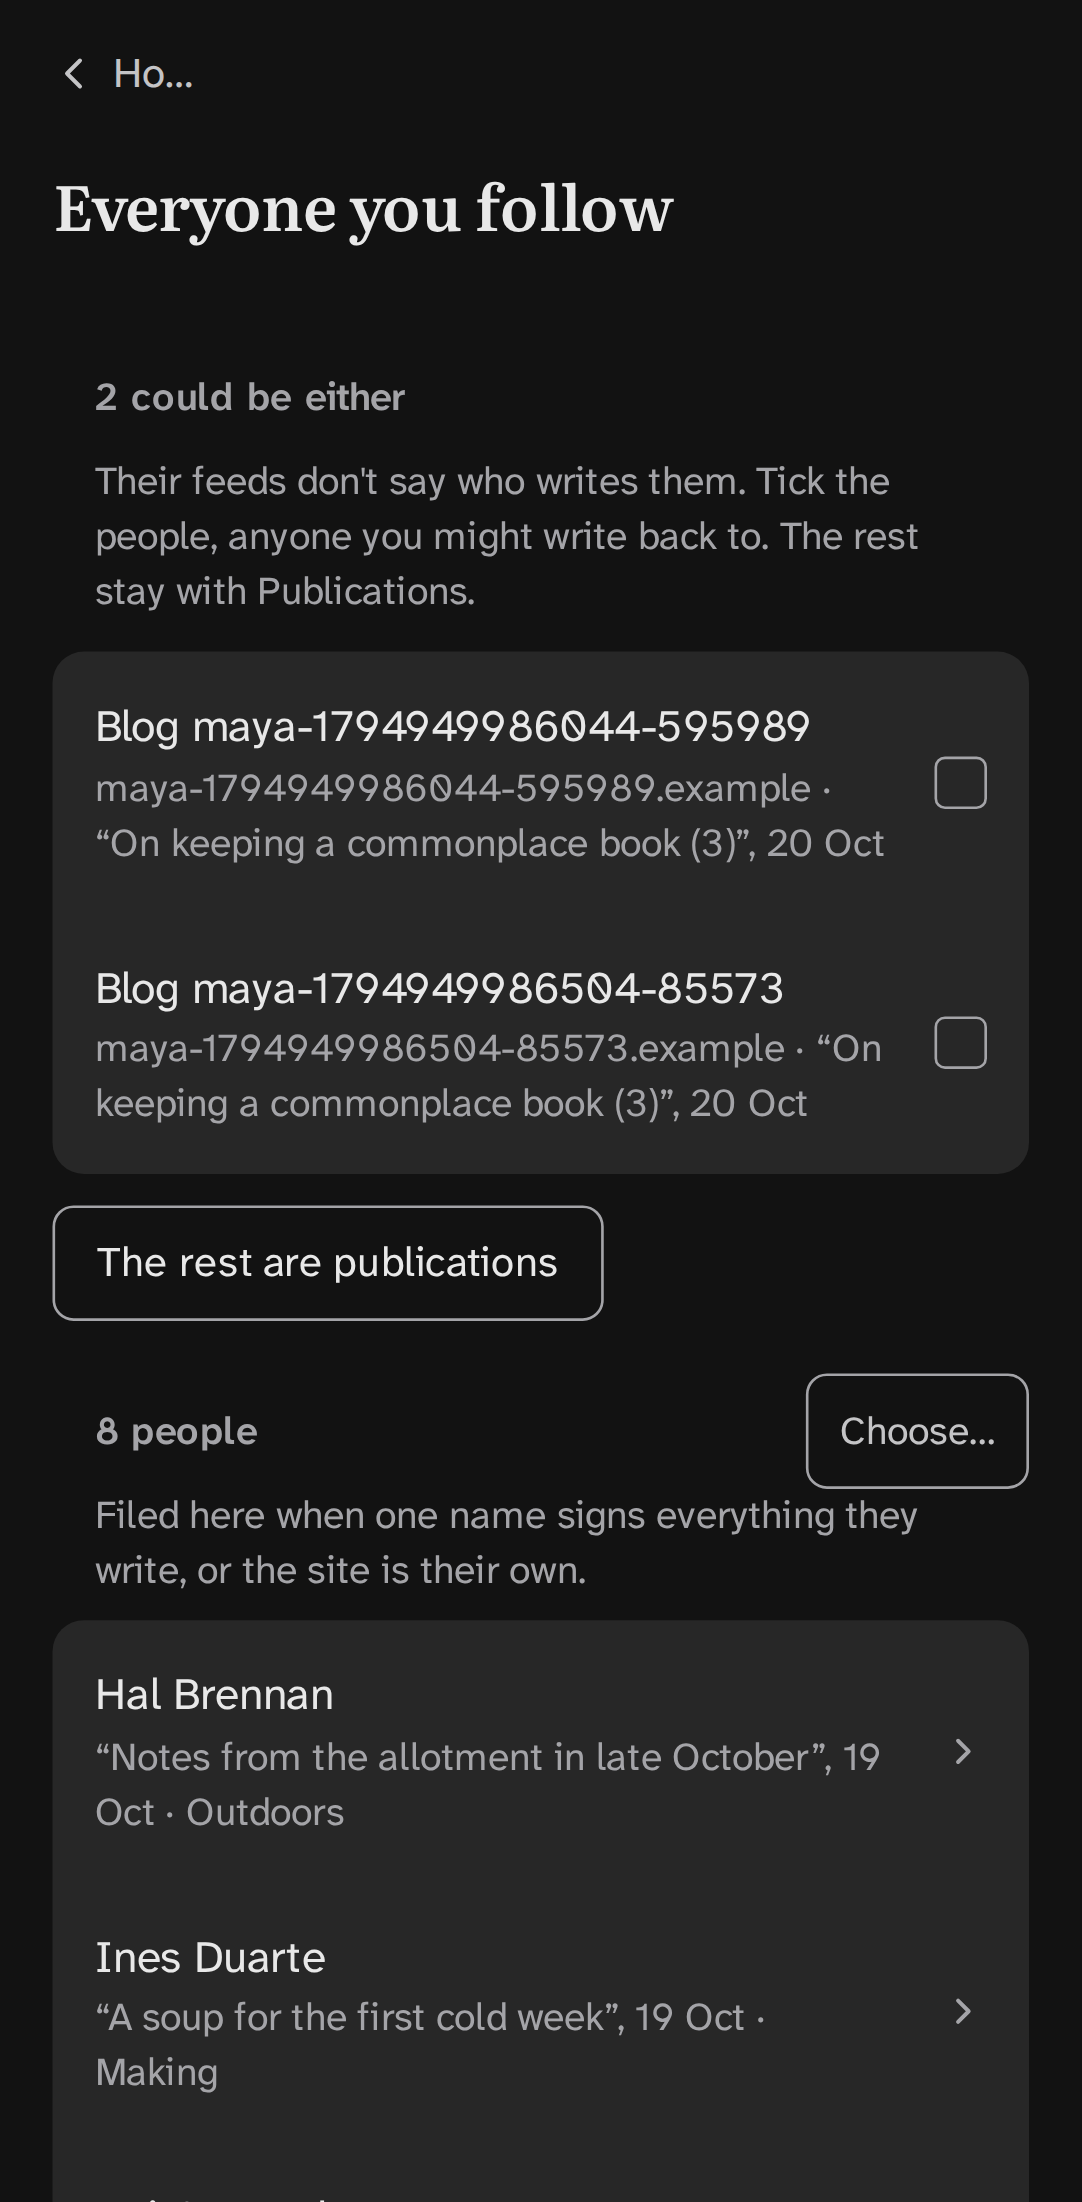 Ho...
Everyone you follow
2 could be either
Their feeds don't say who writes them. Tick the
people, anyone you might write back to. The rest
stay with Publications.
Blog maya-1794949986044-595989
maya-1794949986044-595989.example ·
“On keeping a commonplace book (3)”, 20 Oct
Blog maya-1794949986504-85573
maya-1794949986504-85573.example · “On
keeping a commonplace book (3)”, 20 Oct
The rest are publications
8 people
Choose...
Filed here when one name signs everything they
write, or the site is their own.
Hal Brennan
“Notes from the allotment in late October”, 19
Oct · Outdoors
Ines Duarte
“A soup for the first cold week”, 19 Oct ·
Making